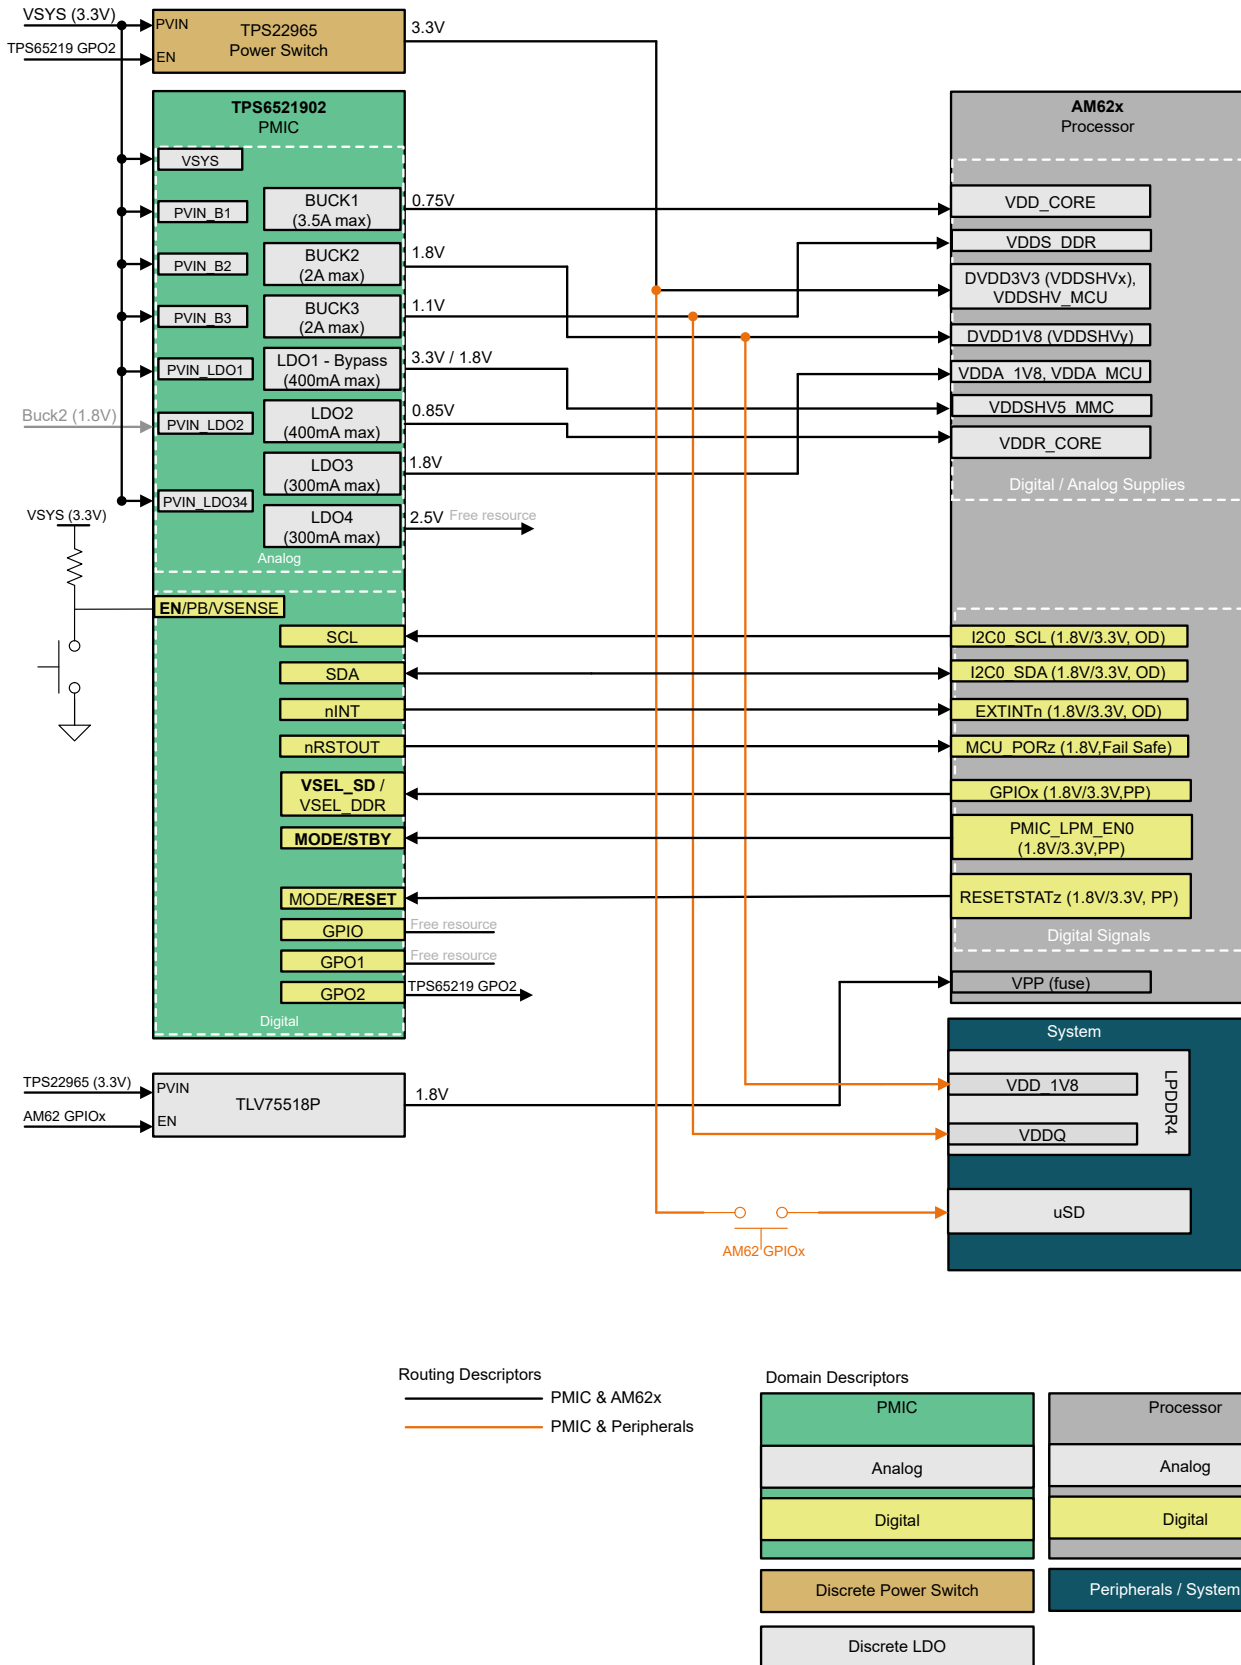 VSYS (3.3V)
PVIN
TPS65219 GPO2
EN
TPS22965
Power Switch
3.3V
TPS6521902
PMIC
VSYS
PVIN_B1
PVIN_B2
PVIN_B3
PVIN_LDO1
Buck2 (1.8V)
PVIN_LDO2
PVIN_LDO34
BUCK1
(3.5A max)
0.75V
BUCK2
(2A max)
1.8V
BUCK3
(2A max)
1.1V
LDO1 - Bypass
(400mA max)
3.3V / 1.8V
LDO2
(400mA max)
0.85V
LDO3
(300mA max)
1.8V
LDO4
(300mA max)
2.5V
Free resource
Analog
VSYS (3.3V)
EN/PB/VSENSE
SCL
SDA
nINT
nRSTOUT
VSEL_SD /
VSEL_DDR
MODE/STBY
MODE/RESET
GPIO
Free resource
GPO1
Free resource
GPO2
TPS65219 GPO2
Digital
AM62x
Processor
VDD_CORE
VDDS_DDR
DVDD3V3 (VDDSHVx),
VDDSHV_MCU
DVDD1V8 (VDDSHVy)
VDDA_1V8, VDDA_MCU
VDDSHV5_MMC
VDDR_CORE
Digital / Analog Supplies
I2C0_SCL (1.8V/3.3V, OD)
I2C0_SDA (1.8V/3.3V, OD)
EXTINTn (1.8V/3.3V, OD)
MCU_PORz (1.8V,Fail Safe)
GPIOx (1.8V/3.3V,PP)
PMIC_LPM_EN0
(1.8V/3.3V,PP)
RESETSTATz (1.8V/3.3V, PP)
Digital Signals
VPP (fuse)
TPS22965 (3.3V)
PVIN
AM62 GPIOx
EN
TLV75518P
1.8V
System
VDD_1V8
VDDQ
LPDDR4
uSD
AM62 GPIOx
Routing Descriptors
PMIC & AM62x
PMIC & Peripherals
Domain Descriptors
PMIC
Analog
Digital
Processor
Analog
Digital
Discrete Power Switch
Peripherals / System
Discrete LDO